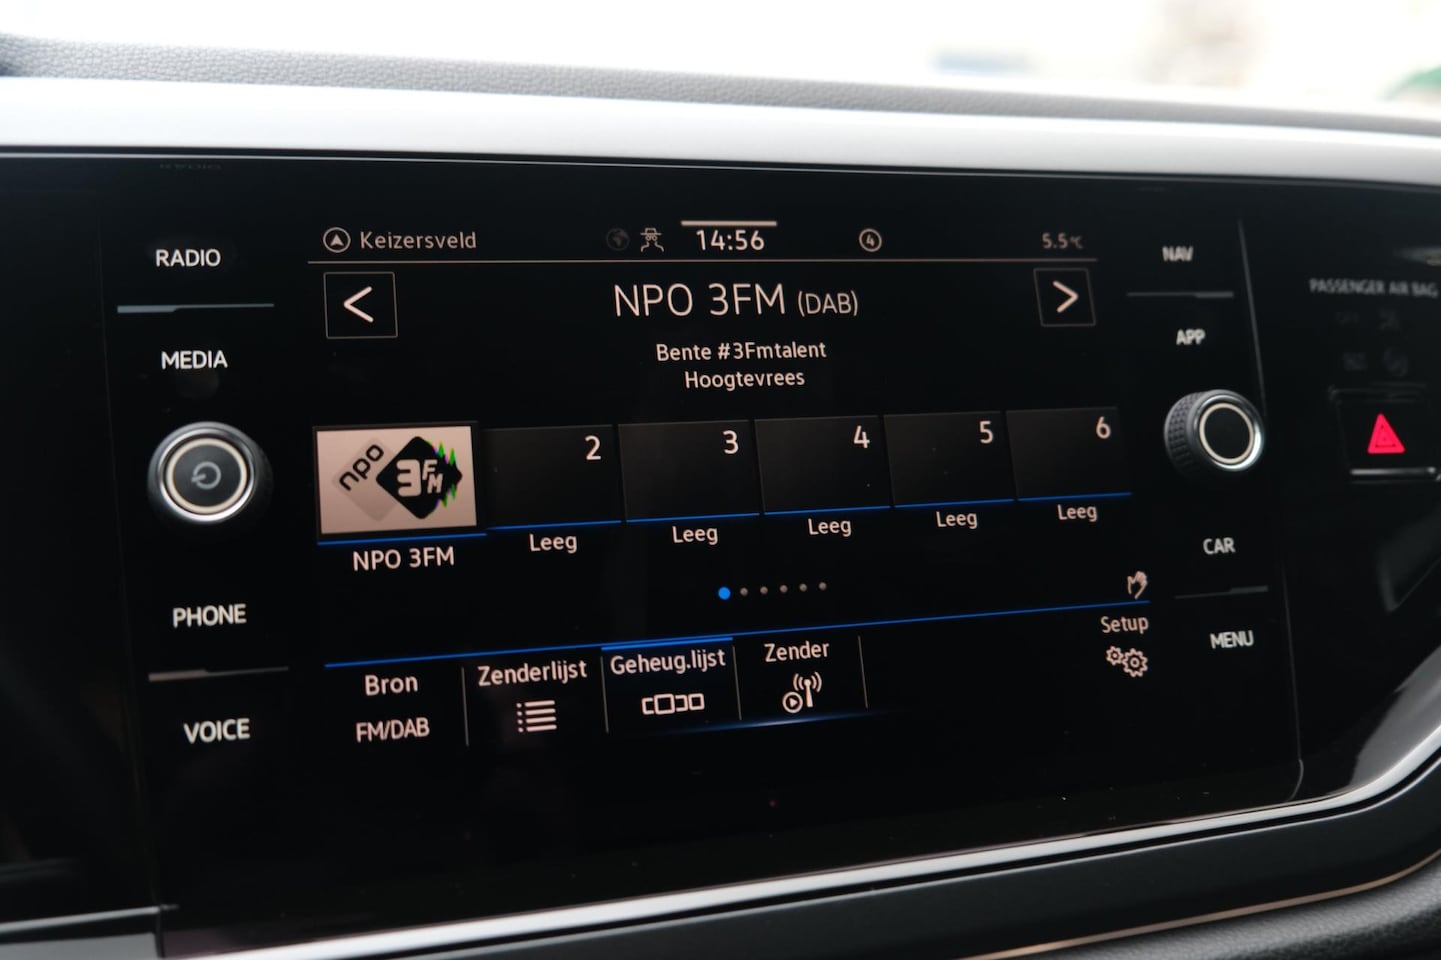 RADIO
MEDIA
PHONE
VOICE
Keizersveld
14:56
4
5.5°C
<
NPO 3FM (DAB)
>
Bente #3Fmtalent
Hoogtevrees
npo 3FM
2
3
4
5
6
NPO 3FM
Leeg
Leeg
Leeg
Leeg
Leeg
Bron
FM/DAB
Zenderlijst
Geheug.lijst
Zender
Setup
NAV
APP
CAR
MENU
PASSENGER AIR BAG